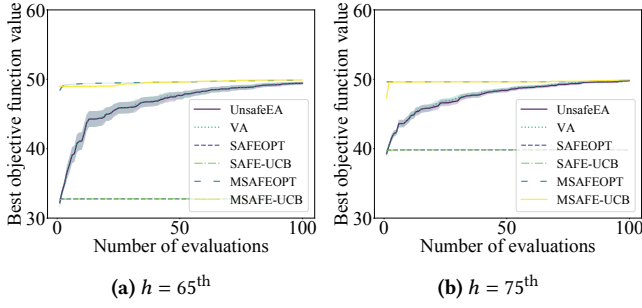 60
50
40
30
Best objective function value
UnsafeEA
VA
SAFEOPT
SAFE-UCB
MSAFEOPT
MSAFE-UCB
0
50
100
Number of evaluations
(a) h = 65th
60
50
40
30
Best objective function value
UnsafeEA
VA
SAFEOPT
SAFE-UCB
MSAFEOPT
MSAFE-UCB
0
50
100
Number of evaluations
(b) h = 75th